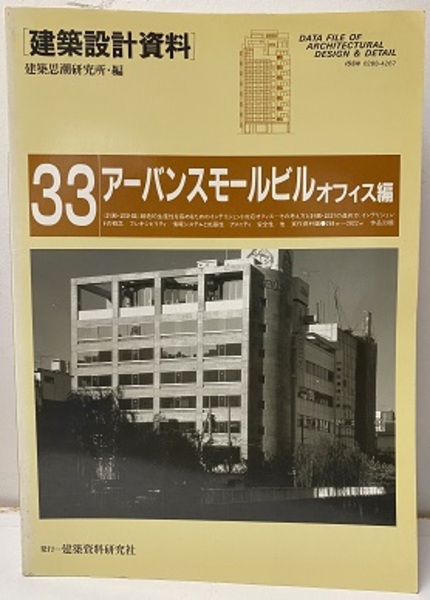 [建築設計資料]
建築思潮研究所・編
DATA FILE OF
ARCHITECTURAL
DESIGN & DETAIL
33 アーバンスモールビル オフィス編
発行—建築資料研究社